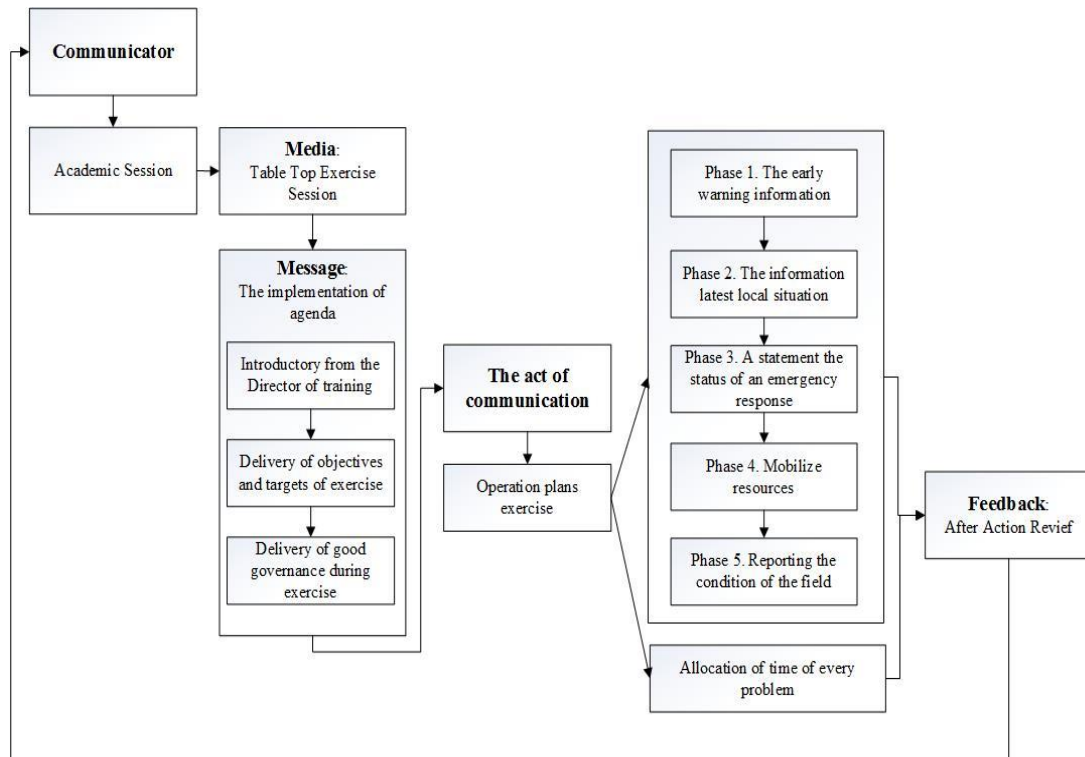 Communicator
Academic Session
Media:
Table Top Exercise
Session
Message:
The implementation of
agenda
Introductory from the
Director of training
Delivery of objectives
and targets of exercise
Delivery of good
governance during
exercise
The act of
communication
Operation plans
exercise
Phase 1. The early
warning information
Phase 2. The information
latest local situation
Phase 3. A statement the
status of an emergency
response
Phase 4. Mobilize
resources
Phase 5. Reporting the
condition of the field
Allocation of time of every
problem
Feedback:
After Action Revief